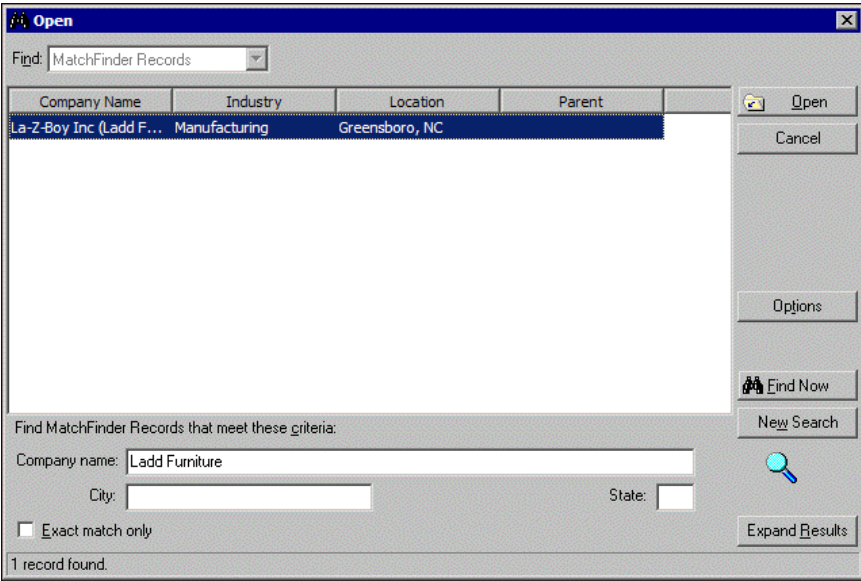 Open
Find: MatchFinder Records
Company Name Industry Location Parent
La-Z-Boy Inc (Ladd F... Manufacturing Greensboro, NC
Open
Cancel
Options
Find Now
New Search
Find MatchFinder Records that meet these criteria:
Company name: Ladd Furniture
City: State:
Exact match only
Expand Results
1 record found.